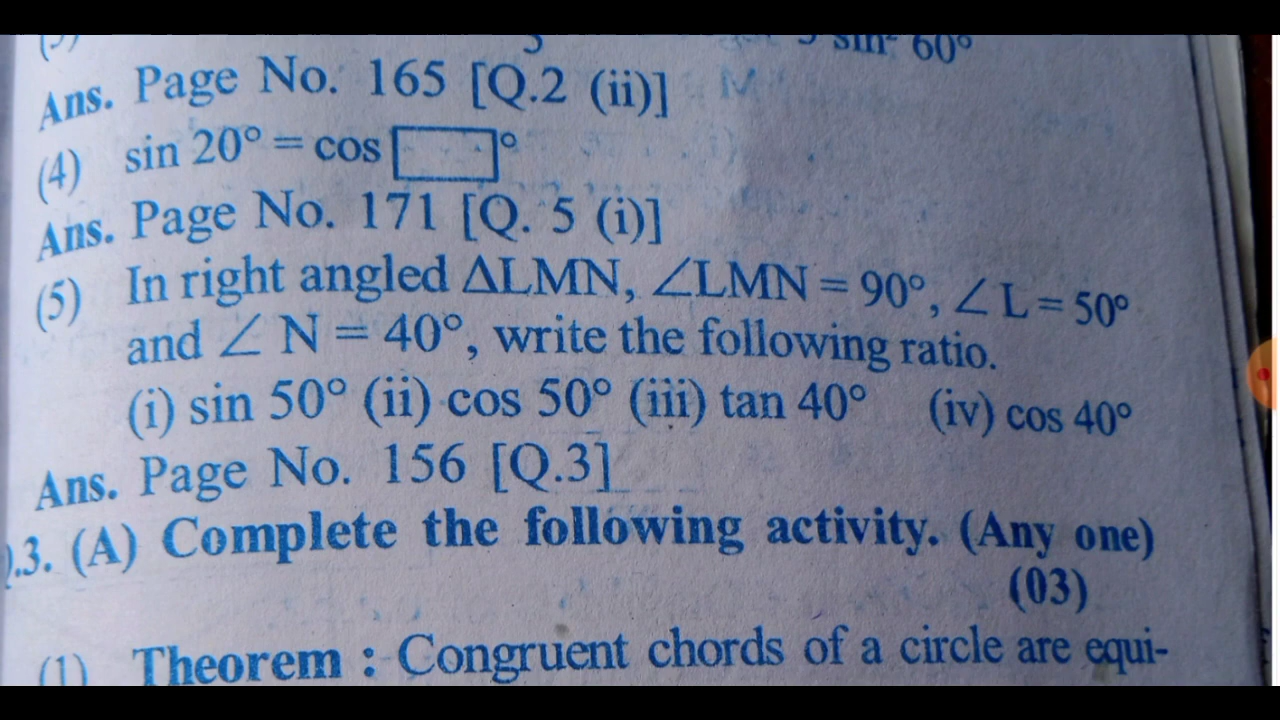 sin² 60°
Ans. Page No. 165 [Q.2 (ii)]
(4) sin 20° = cos °
Ans. Page No. 171 [Q. 5 (i)]
(5) In right angled ΔLMN, ∠LMN = 90°, ∠L = 50°
and ∠N = 40°, write the following ratio.
(i) sin 50° (ii) cos 50° (iii) tan 40° (iv) cos 40°
Ans. Page No. 156 [Q.3]
.3. (A) Complete the following activity. (Any one)
(03)
(1) Theorem : Congruent chords of a circle are equi-